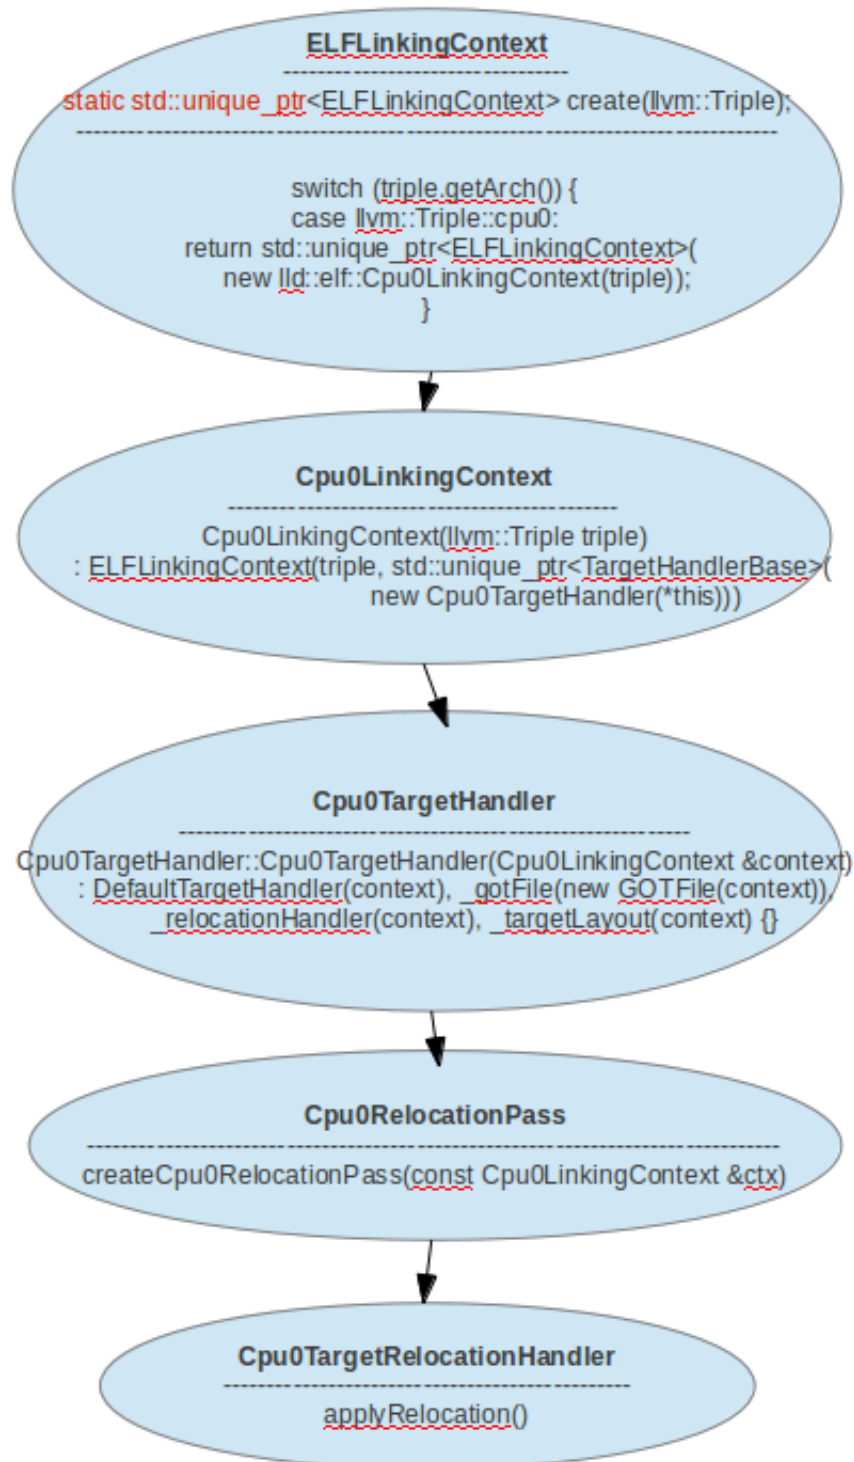 ELFLinkingContext
-----------------------------------
static std::unique_ptr<ELFLinkingContext> create(llvm::Triple);
--------------------------------------------------------------------------------------
switch (triple.getArch()) {
case llvm::Triple::cpu0:
return std::unique_ptr<ELFLinkingContext>(
new lld::elf::Cpu0LinkingContext(triple));
}
Cpu0LinkingContext
------------------------------------------------
Cpu0LinkingContext(llvm::Triple triple)
: ELFLinkingContext(triple, std::unique_ptr<TargetHandlerBase>(
new Cpu0TargetHandler(*this)))
Cpu0TargetHandler
---------------------------------------------------------------
Cpu0TargetHandler::Cpu0TargetHandler(Cpu0LinkingContext &context)
: DefaultTargetHandler(context), _gotFile(new GOTFile(context)),
_relocationHandler(context), _targetLayout(context) {}
Cpu0RelocationPass
-------------------------------------------------------------------------------------
createCpu0RelocationPass(const Cpu0LinkingContext &ctx)
Cpu0TargetRelocationHandler
--------------------------------------------------
applyRelocation()